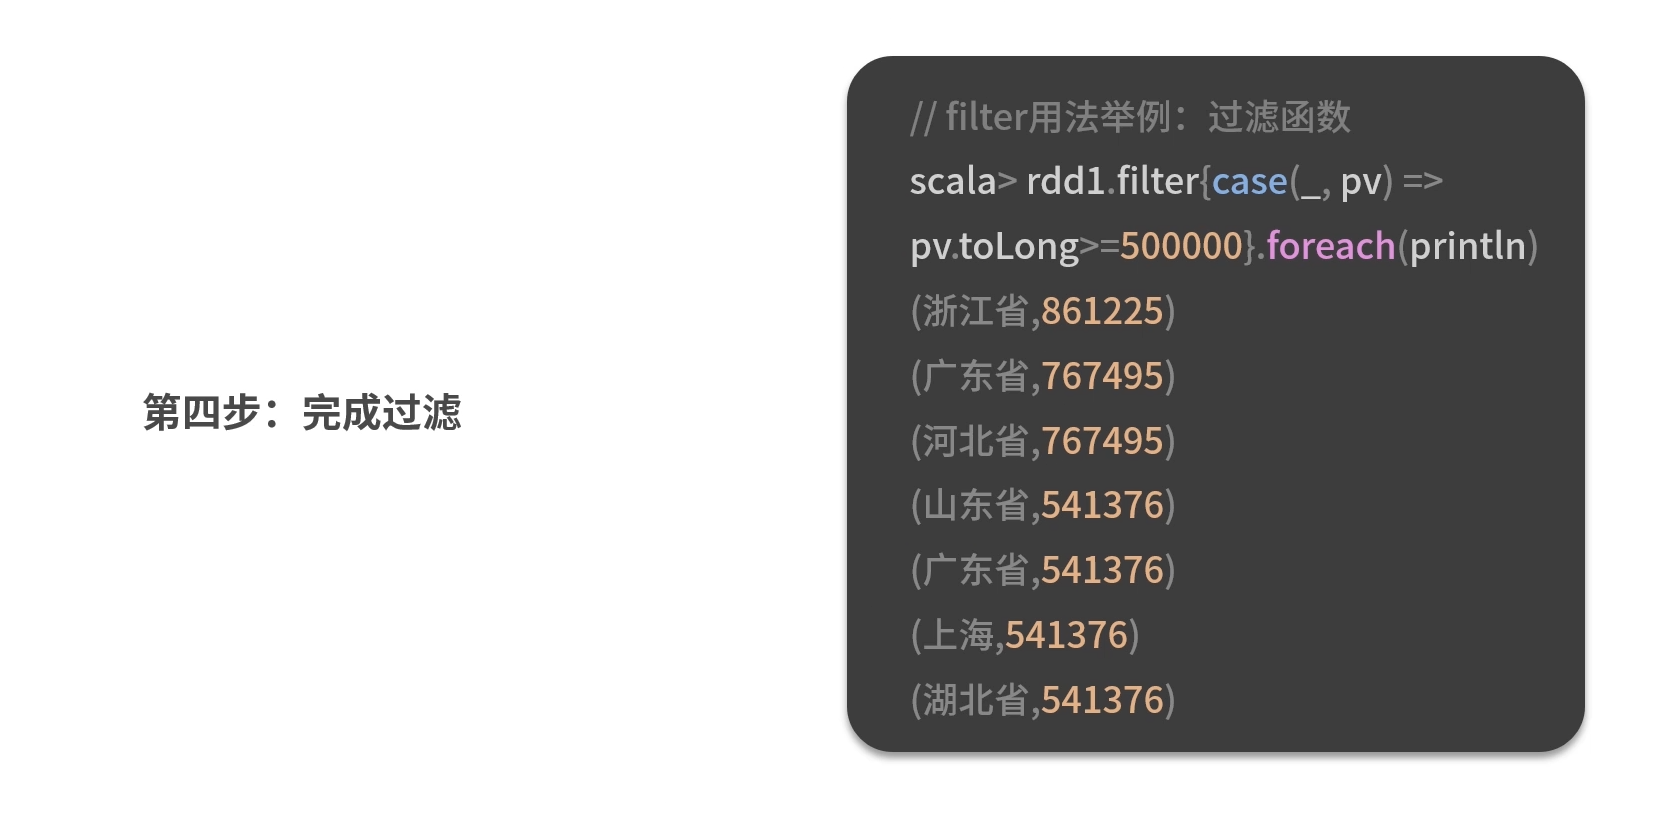 第四步：完成过滤
// filter用法举例：过滤函数
scala> rdd1.filter{case(_, pv) =>
pv.toLong>=500000}.foreach(println)
(浙江省,861225)
(广东省,767495)
(河北省,767495)
(山东省,541376)
(广东省,541376)
(上海,541376)
(湖北省,541376)